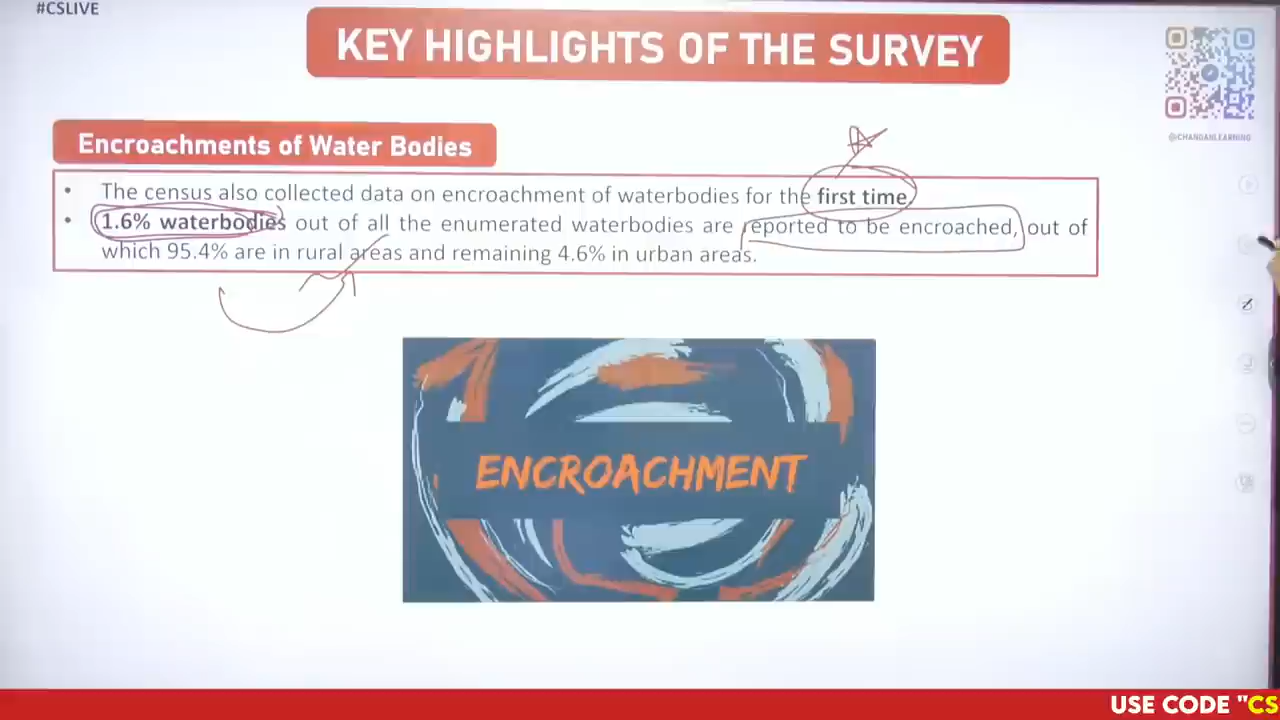 #CSLIVE
KEY HIGHLIGHTS OF THE SURVEY
@CHANDANLEARNING
Encroachments of Water Bodies
• The census also collected data on encroachment of waterbodies for the first time.
• 1.6% waterbodies out of all the enumerated waterbodies are reported to be encroached, out of
which 95.4% are in rural areas and remaining 4.6% in urban areas.
ENCROACHMENT
USE CODE "CS